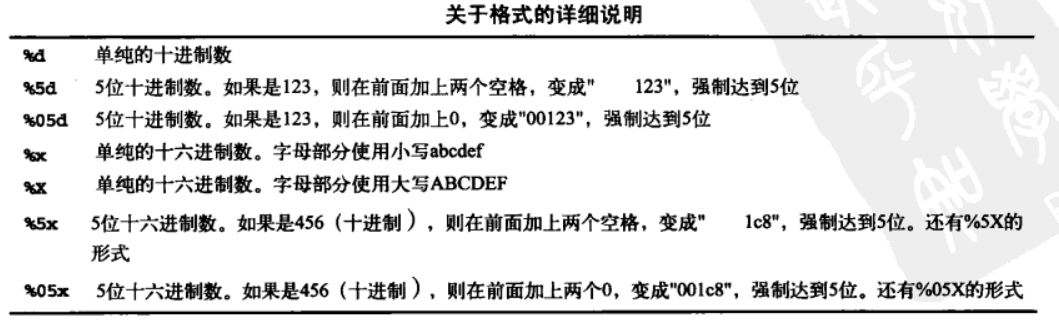 关于格式的详细说明
%d 单纯的十进制数
%5d 5位十进制数。如果是123，则在前面加上两个空格，变成"  123"，强制达到5位
%05d 5位十进制数。如果是123，则在前面加上0，变成"00123"，强制达到5位
%x 单纯的十六进制数。字母部分使用小写abcdef
%X 单纯的十六进制数。字母部分使用大写ABCDEF
%5x 5位十六进制数。如果是456（十进制），则在前面加上两个空格，变成"  1c8"，强制达到5位。还有%5X的
形式
%05x 5位十六进制数。如果是456（十进制），则在前面加上两个0，变成"001c8"，强制达到5位。还有%05X的形式